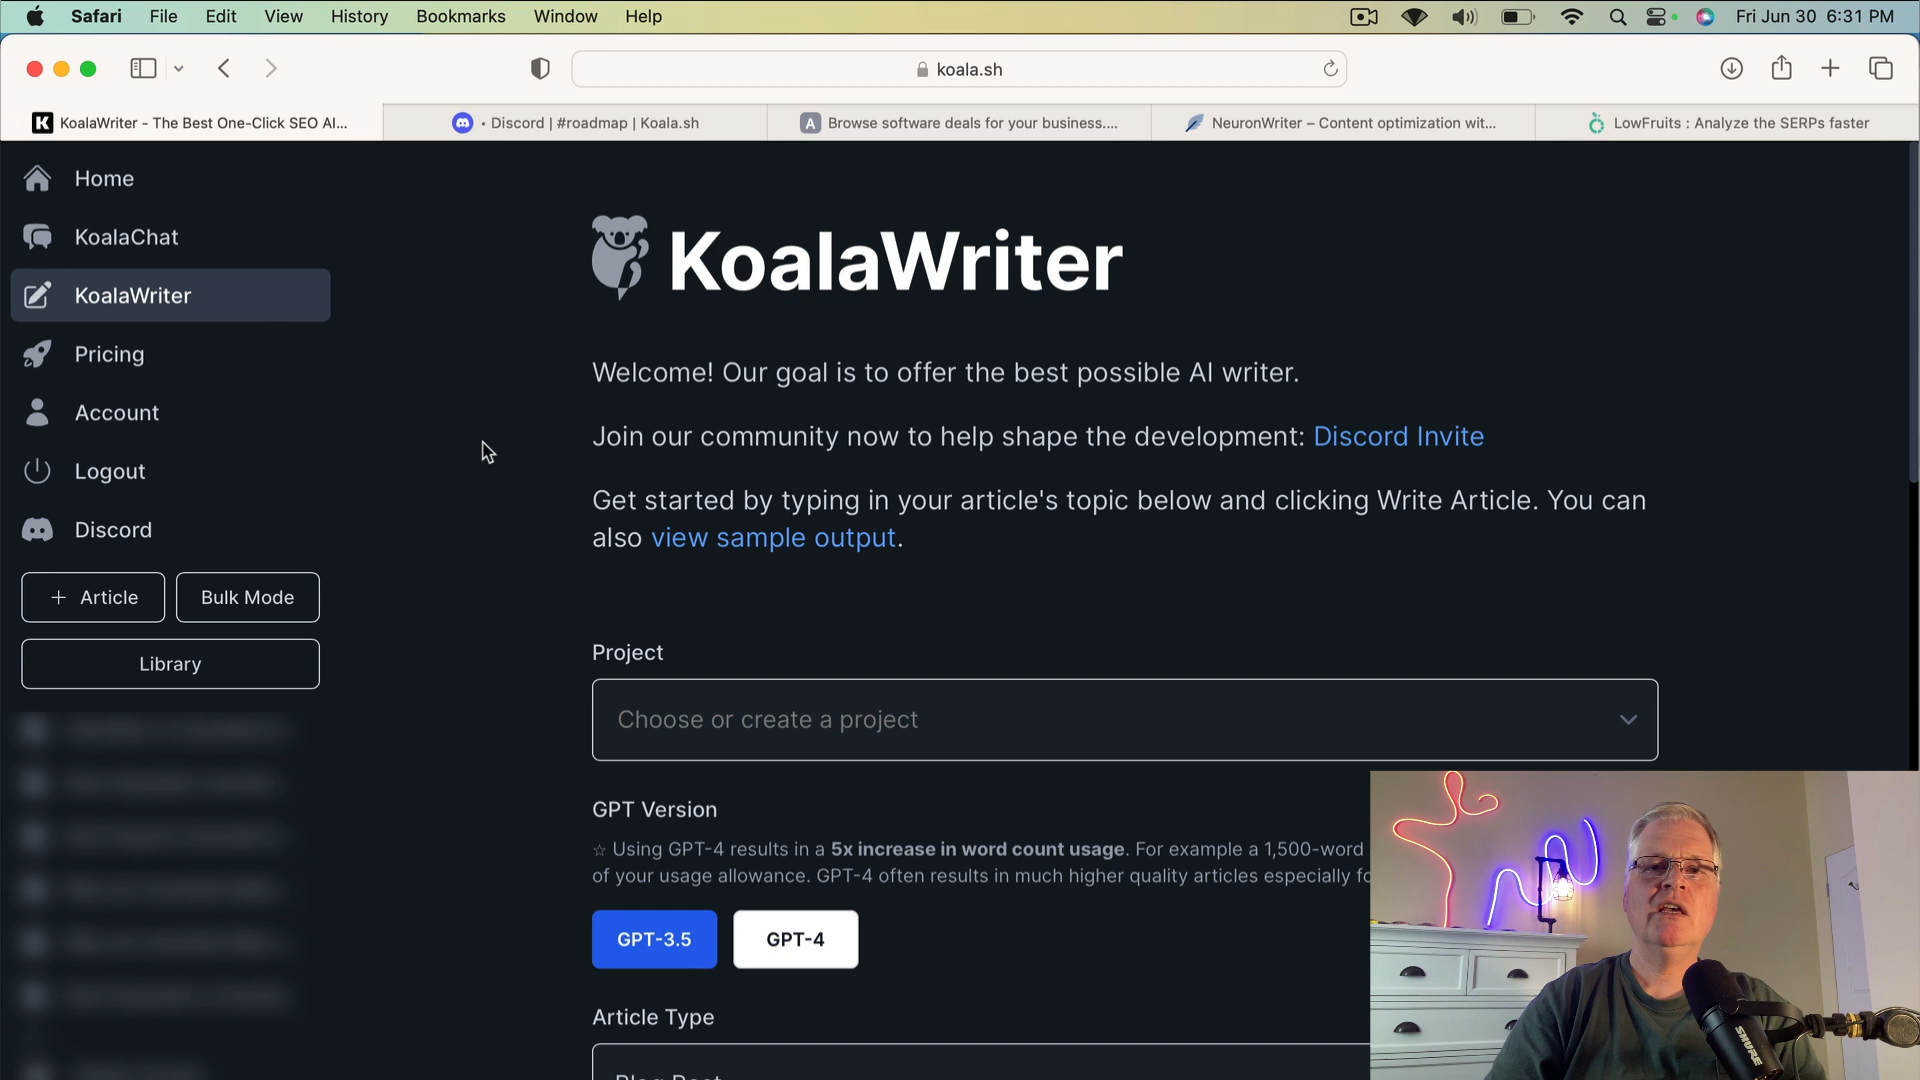 Safari File Edit View History Bookmarks Window Help Fri Jun 30 6:31 PM
koala.sh
KoalaWriter - The Best One-Click SEO AI...
• Discord | #roadmap | Koala.sh
Browse software deals for your business....
NeuronWriter – Content optimization wit...
LowFruits : Analyze the SERPs faster
Home
KoalaChat
KoalaWriter
Pricing
Account
Logout
Discord
+ Article
Bulk Mode
Library
KoalaWriter
Welcome! Our goal is to offer the best possible AI writer.
Join our community now to help shape the development: Discord Invite
Get started by typing in your article's topic below and clicking Write Article. You can
also view sample output.
Project
Choose or create a project
GPT Version
☆ Using GPT-4 results in a 5x increase in word count usage. For example a 1,500-word
of your usage allowance. GPT-4 often results in much higher quality articles especially
GPT-3.5
GPT-4
Article Type
Blog Post
SHURE